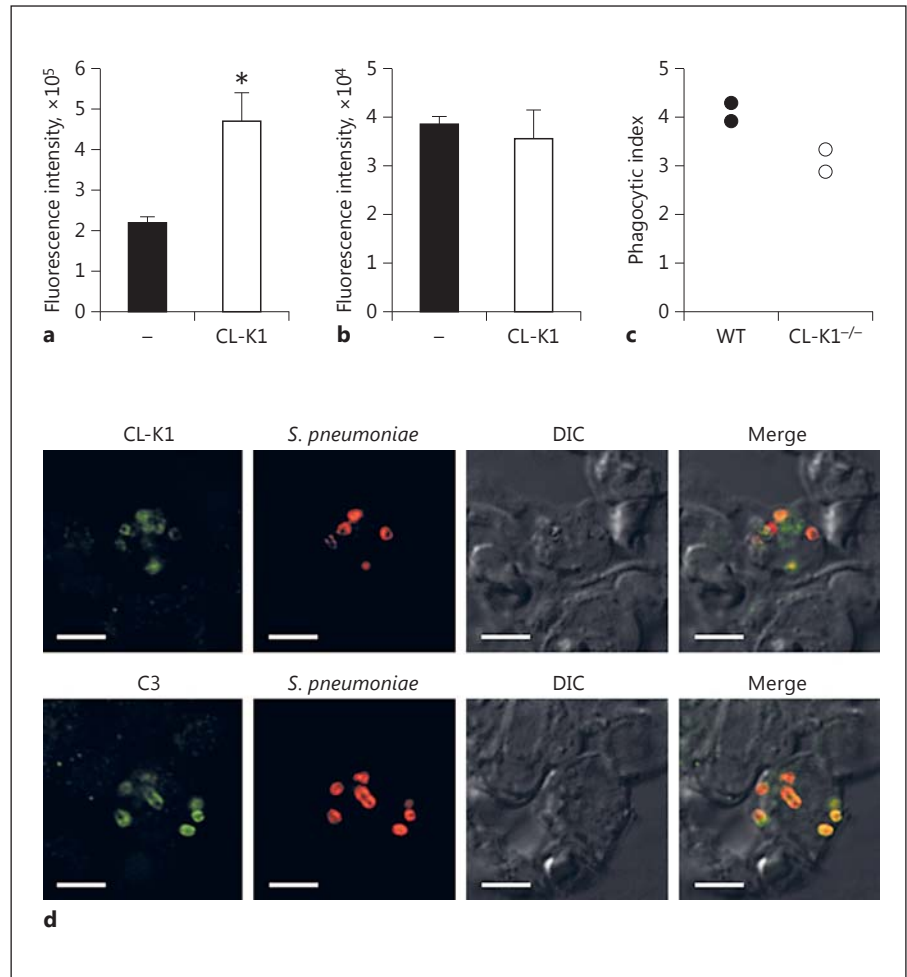 Fluorescence intensity, ×10⁵
6
5
4
3
2
1
0
*
–
CL-K1
a
Fluorescence intensity, ×10⁴
5
4
3
2
1
0
–
CL-K1
b
Phagocytic index
5
4
3
2
1
0
WT
CL-K1⁻/⁻
c
CL-K1
S. pneumoniae
DIC
Merge
C3
S. pneumoniae
DIC
Merge
d